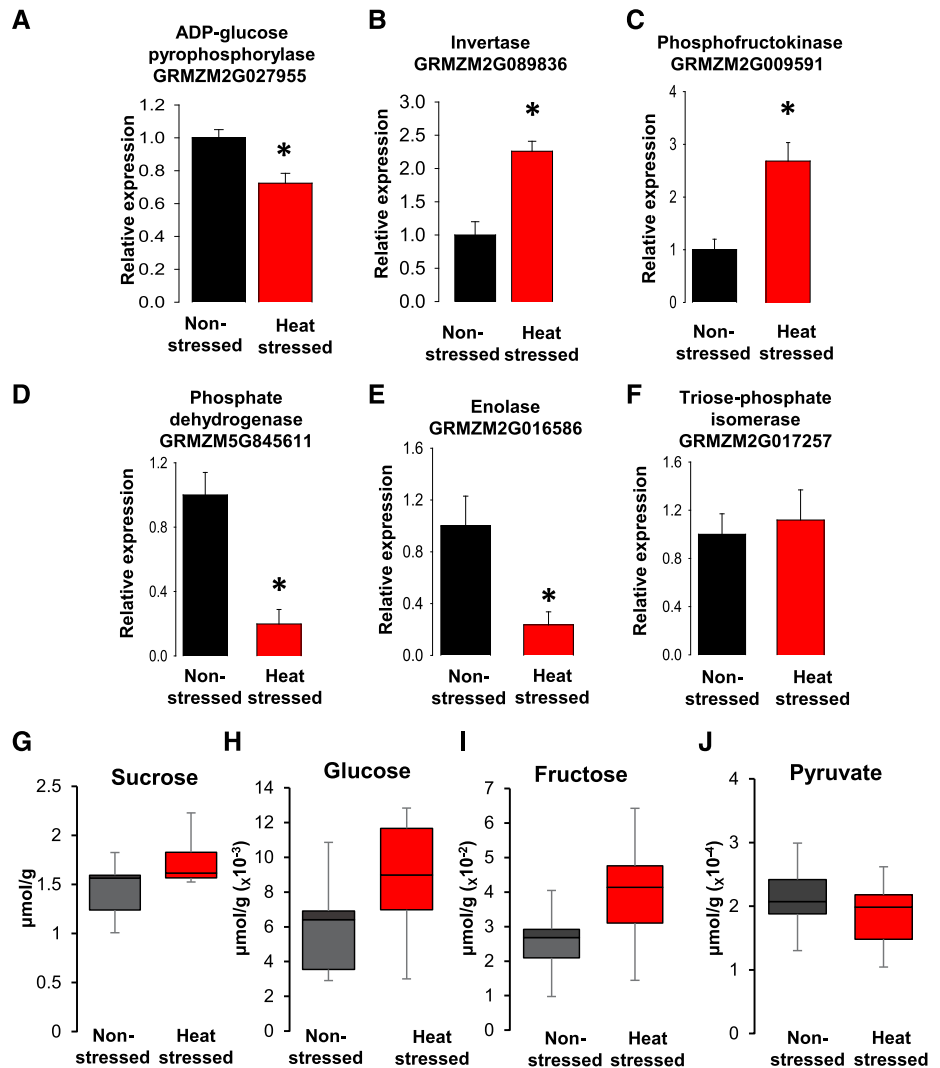 A
ADP-glucose
pyrophosphorylase
GRMZM2G027955
Relative expression
1.2
1.0
0.8
0.6
0.4
0.2
0.0
*
Non-
stressed
Heat
stressed
B
Invertase
GRMZM2G089836
Relative expression
3.0
2.5
2.0
1.5
1.0
0.5
0.0
*
Non-
stressed
Heat
stressed
C
Phosphofructokinase
GRMZM2G009591
Relative expression
4
3
2
1
0
*
Non-
stressed
Heat
stressed
D
Phosphate
dehydrogenase
GRMZM5G845611
Relative expression
1.2
0.8
0.4
0.0
*
Non-
stressed
Heat
stressed
E
Enolase
GRMZM2G016586
Relative expression
1.6
1.2
0.8
0.4
0.0
*
Non-
stressed
Heat
stressed
F
Triose-phosphate
isomerase
GRMZM2G017257
Relative expression
1.6
1.2
0.8
0.4
0.0
Non-
stressed
Heat
stressed
G
Sucrose
µmol/g
2.5
2
1.5
1
0.5
0
Non-
stressed
Heat
stressed
H
Glucose
µmol/g (x10-3)
14
12
10
8
6
4
2
0
Non-
stressed
Heat
stressed
I
Fructose
µmol/g (x10-2)
7
6
5
4
3
2
1
0
Non-
stressed
Heat
stressed
J
Pyruvate
µmol/g (x10-4)
4
3
2
1
0
Non-
stressed
Heat
stressed